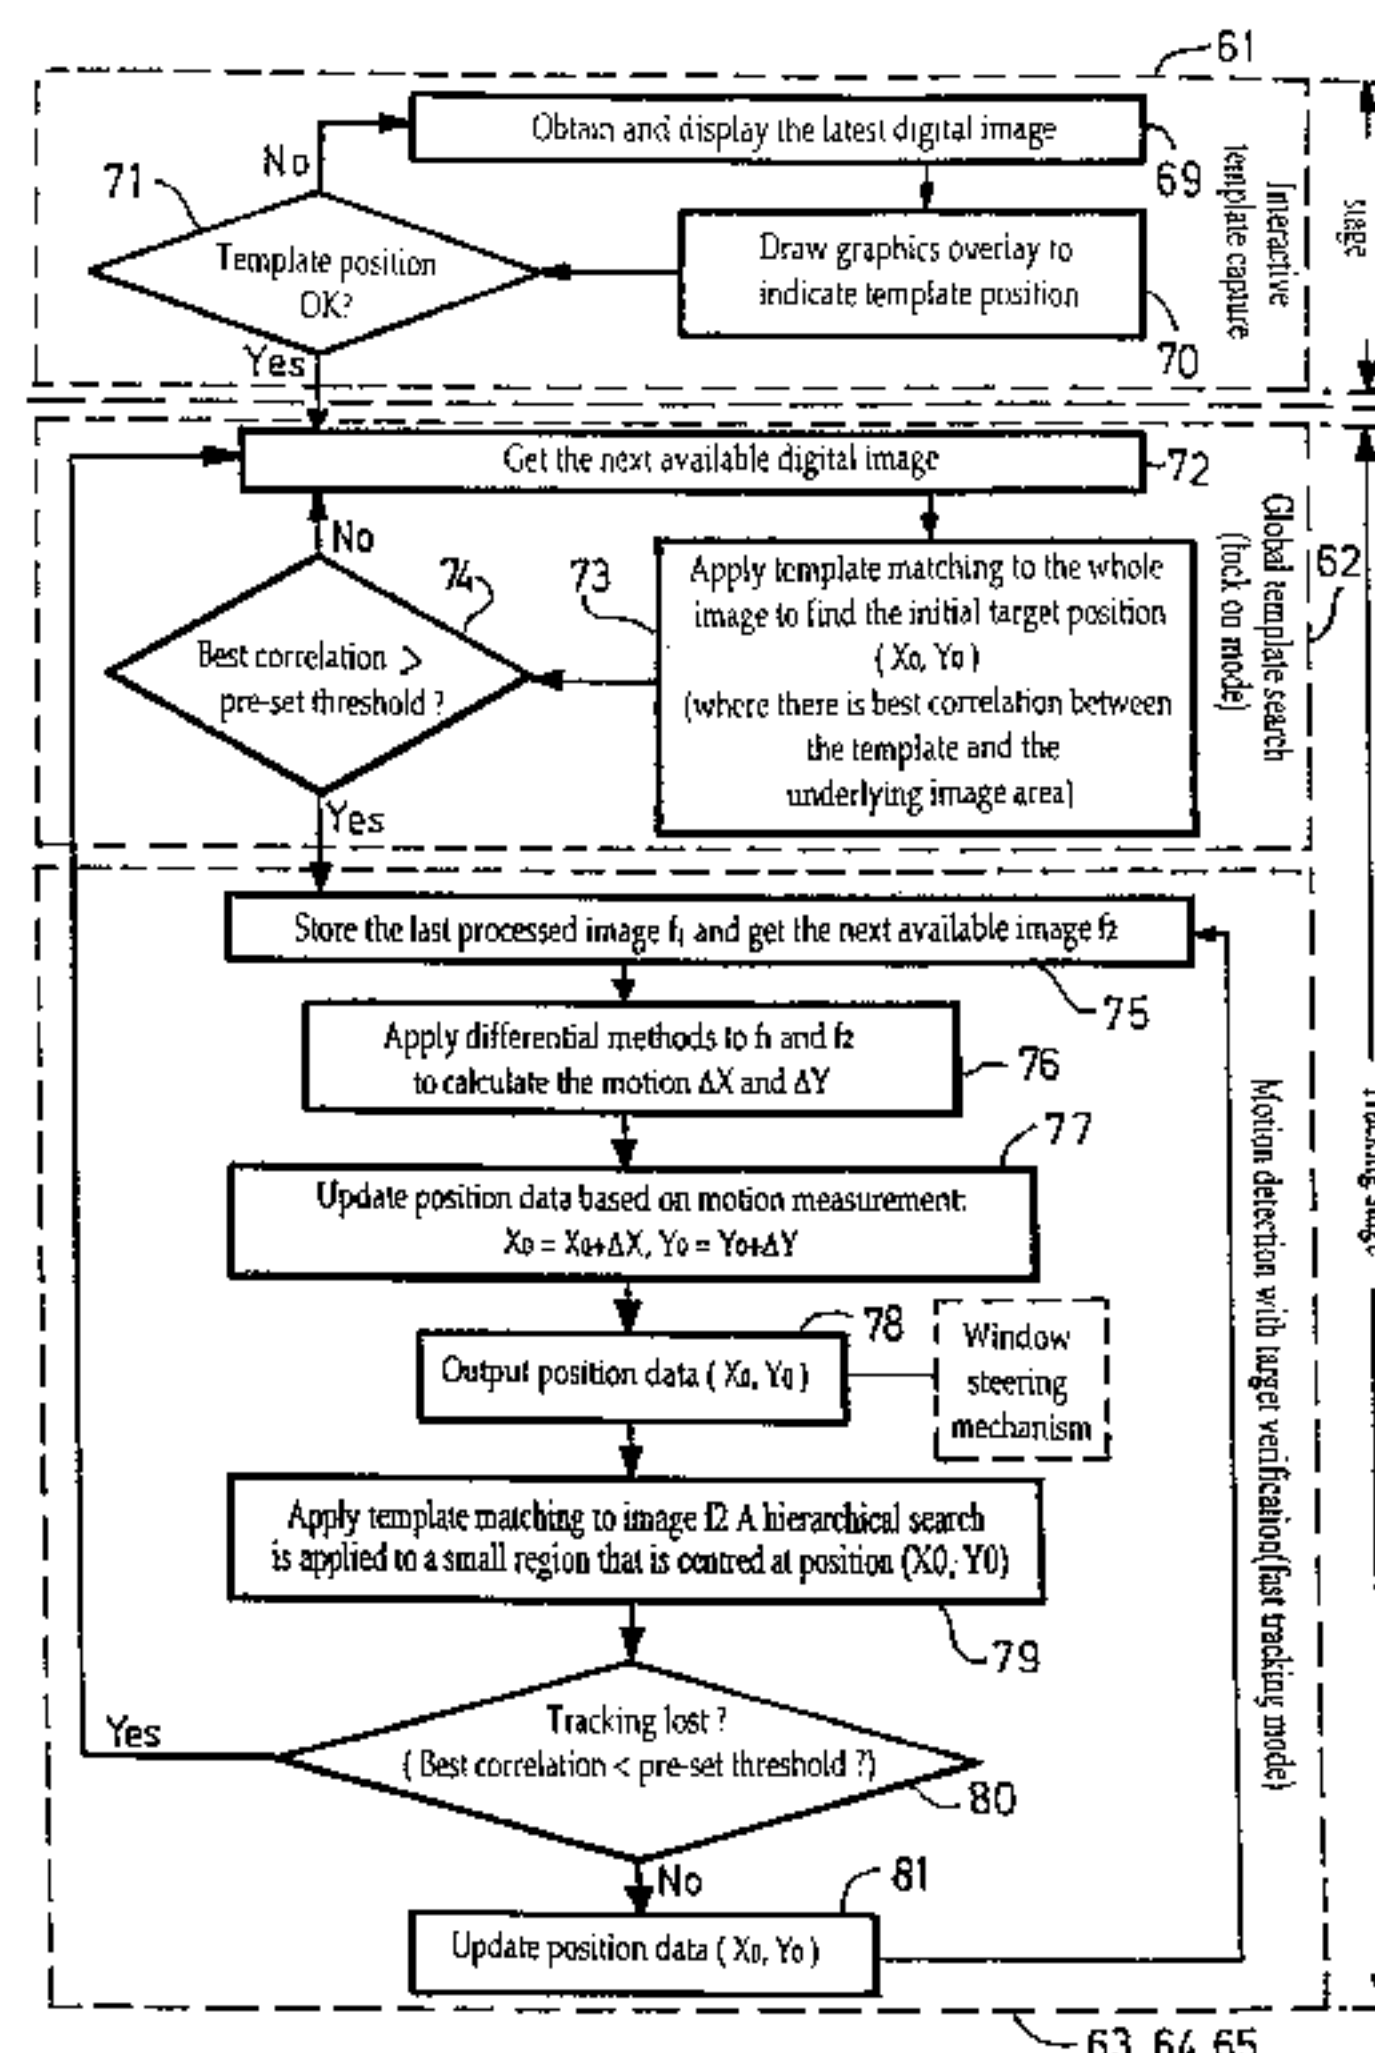 61
Obtain and display the latest digital image
No
69
71
Template position
OK?
Draw graphics overlay to
indicate template position
70
Yes
Interactive
template capture
stage
Get the next available digital image
72
No
74
73
Best correlation >
pre-set threshold ?
Apply template matching to the whole
image to find the initial target position
( X0, Y0 )
(where there is best correlation between
the template and the
underlying image area)
Global template search
(lock on mode)
62
Yes
Store the last processed image f1 and get the next available image f2
75
Apply differential methods to f1 and f2
to calculate the motion ΔX and ΔY
76
77
Update position data based on motion measurement:
X0 = X0+ΔX, Y0 = Y0+ΔY
78
Output position data ( X0, Y0 )
Window
steering
mechanism
Apply template matching to image f2 A hierarchical search
is applied to a small region that is centred at position (X0, Y0)
79
Motion detection with target verification(fast tracking mode)
Tracking lost ?
( Best correlation < pre-set threshold ?)
Yes
80
No
81
Update position data ( X0, Y0 )
63, 64, 65